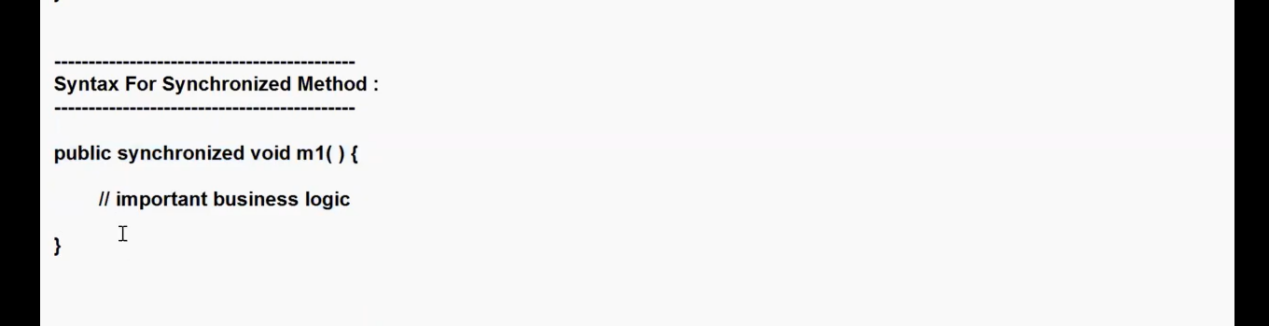 -------------------------------------------
Syntax For Synchronized Method :
-------------------------------------------
public synchronized void m1( ) {
// important business logic
}